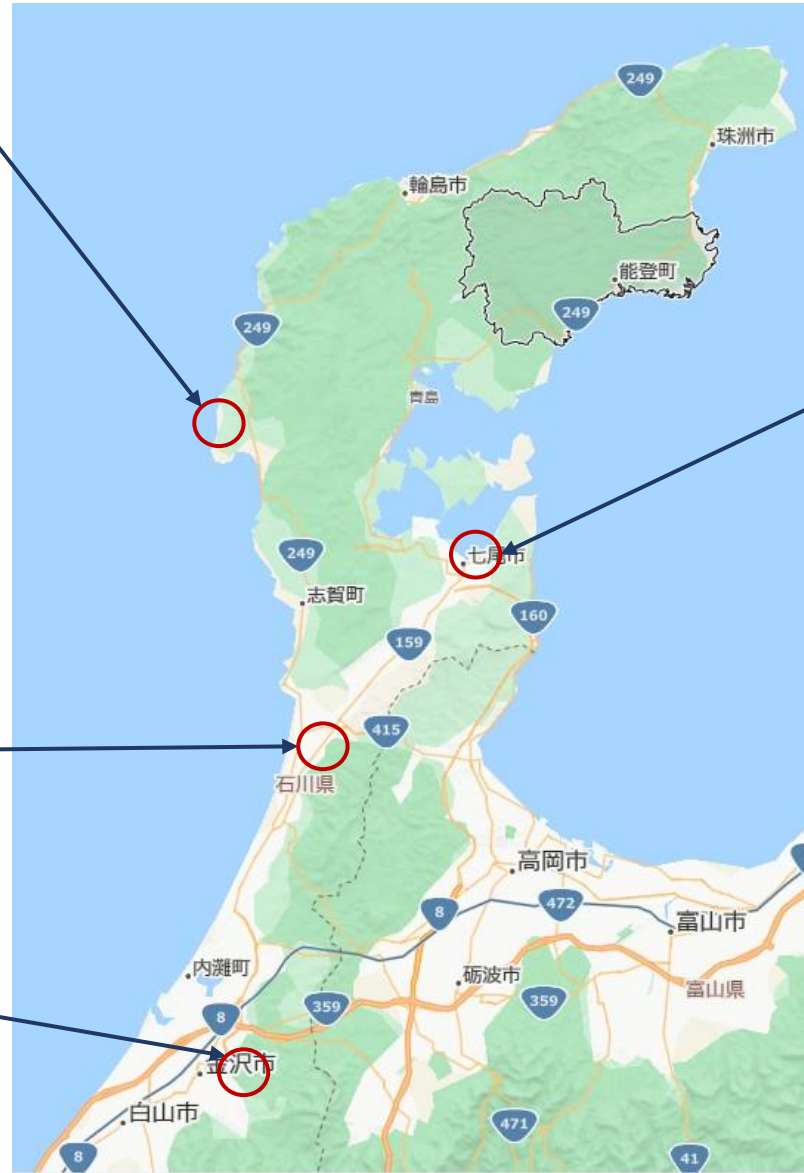 249
珠洲市
輪島市
能登町
249
249
青島
七尾市
249
志賀町
160
159
415
石川県
高岡市
8
472
富山市
内灘町
砺波市
富山県
359
359
8
金沢市
白山市
471
8
41